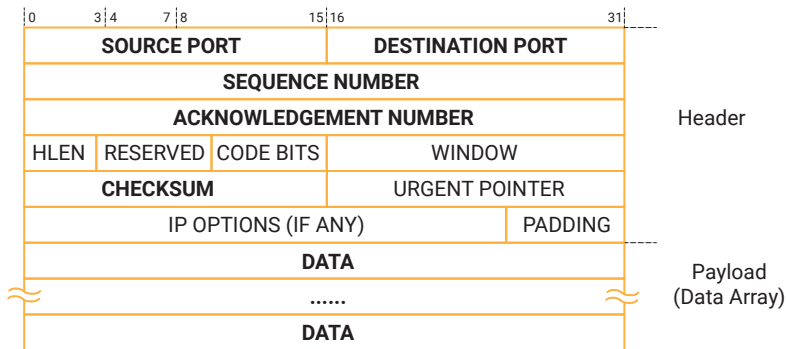 0 3 4 7 8 15 16 31
SOURCE PORT DESTINATION PORT
SEQUENCE NUMBER
ACKNOWLEDGEMENT NUMBER
Header
HLEN RESERVED CODE BITS WINDOW
CHECKSUM URGENT POINTER
IP OPTIONS (IF ANY) PADDING
DATA
Payload
(Data Array)
......
DATA